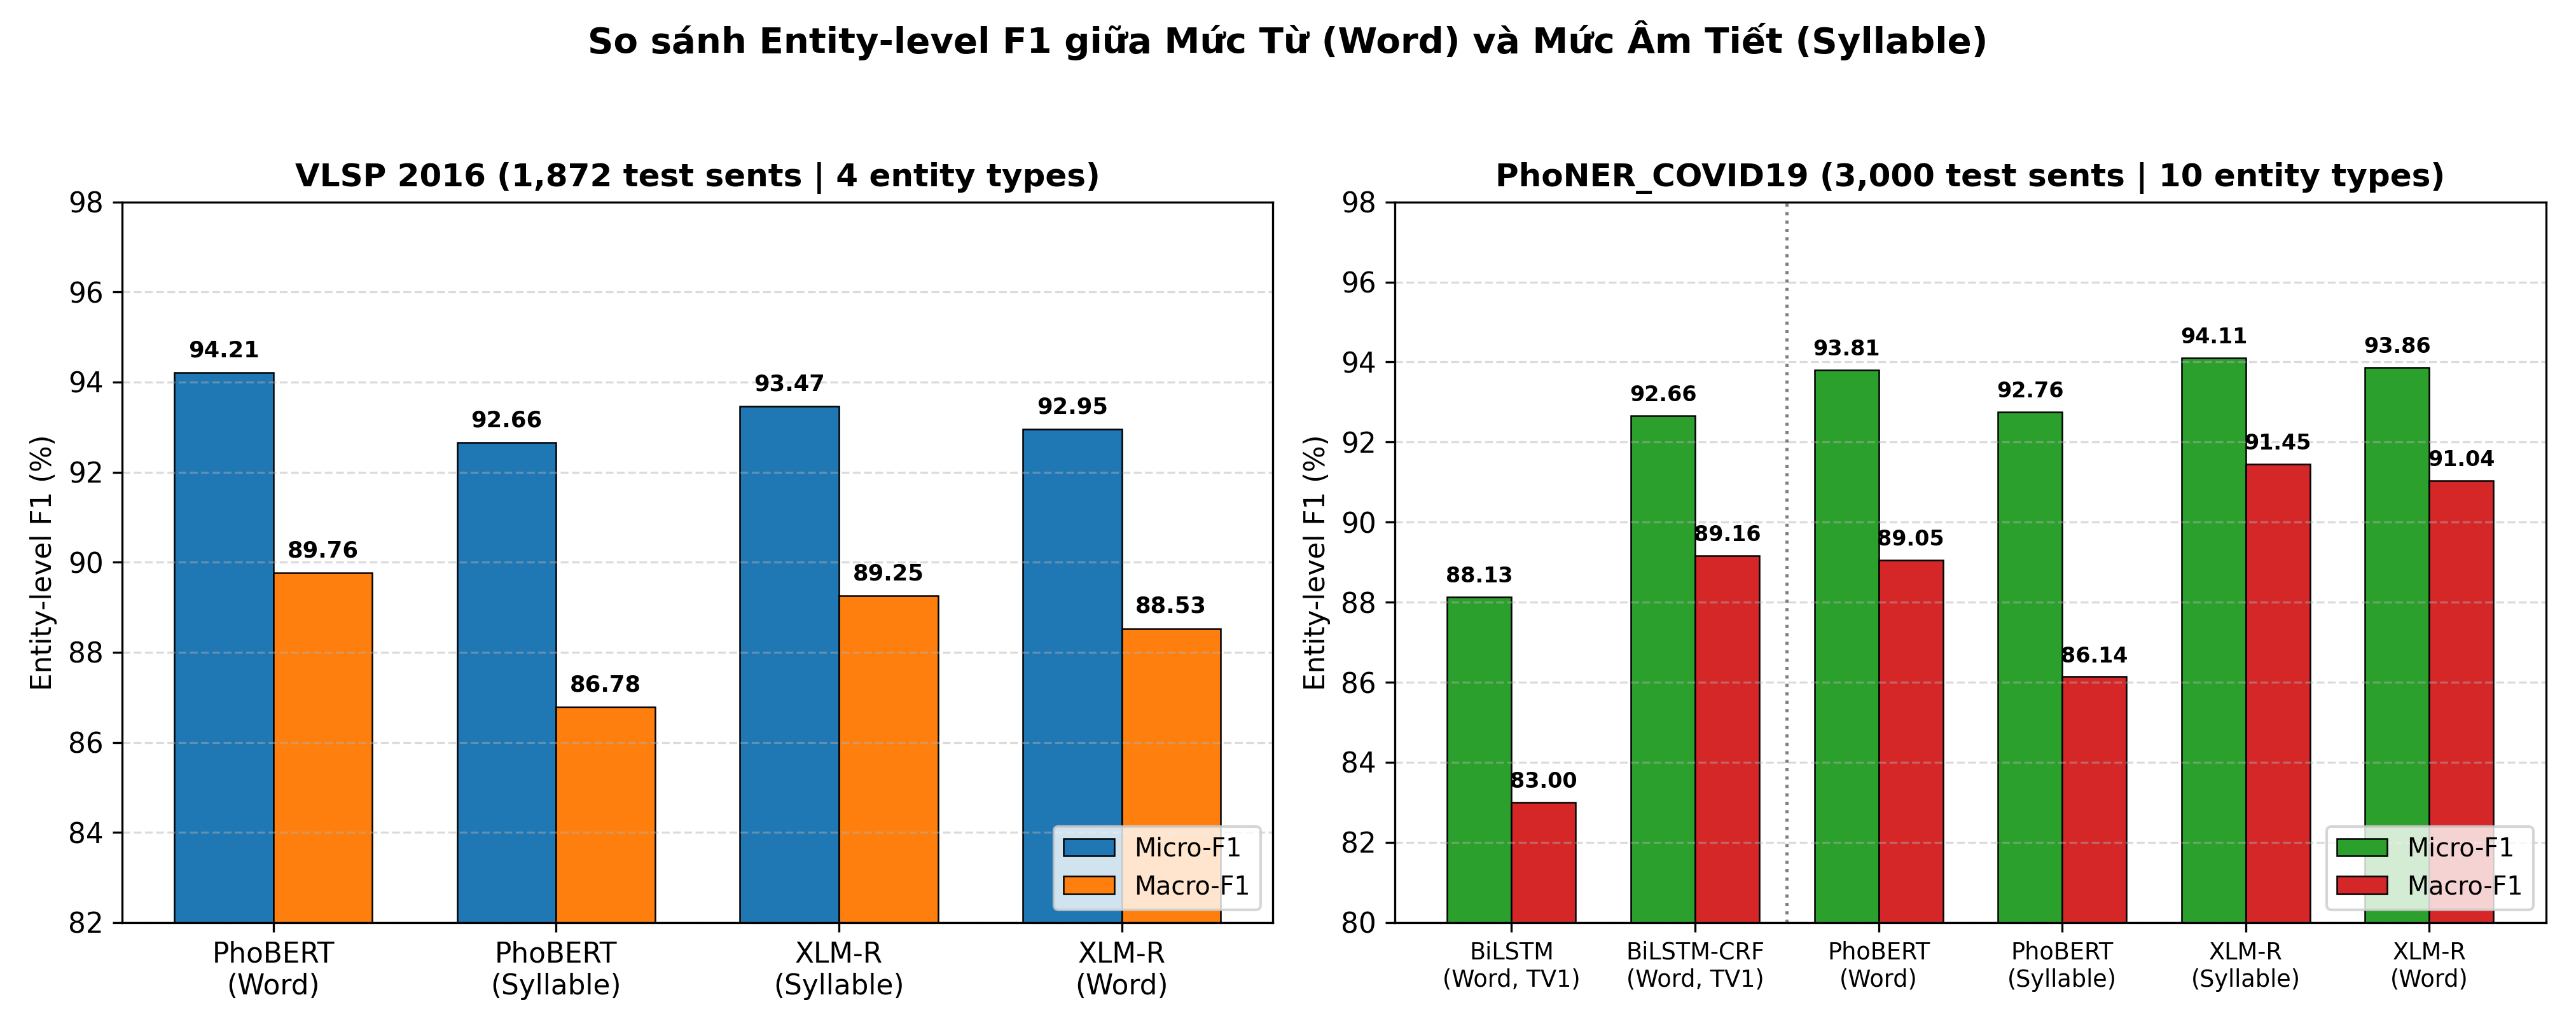 So sánh Entity-level F1 giữa Mức Từ (Word) và Mức Âm Tiết (Syllable)
VLSP 2016 (1,872 test sents | 4 entity types)
Entity-level F1 (%)
98
96
94
92
90
88
86
84
82
94.21
89.76
92.66
86.78
93.47
89.25
92.95
88.53
Micro-F1
Macro-F1
PhoBERT
(Word)
PhoBERT
(Syllable)
XLM-R
(Syllable)
XLM-R
(Word)
PhoNER_COVID19 (3,000 test sents | 10 entity types)
Entity-level F1 (%)
98
96
94
92
90
88
86
84
82
80
88.13
83.00
92.66
89.16
93.81
89.05
92.76
86.14
94.11
91.45
93.86
91.04
Micro-F1
Macro-F1
BiLSTM
(Word, TV1)
BiLSTM-CRF
(Word, TV1)
PhoBERT
(Word)
PhoBERT
(Syllable)
XLM-R
(Syllable)
XLM-R
(Word)